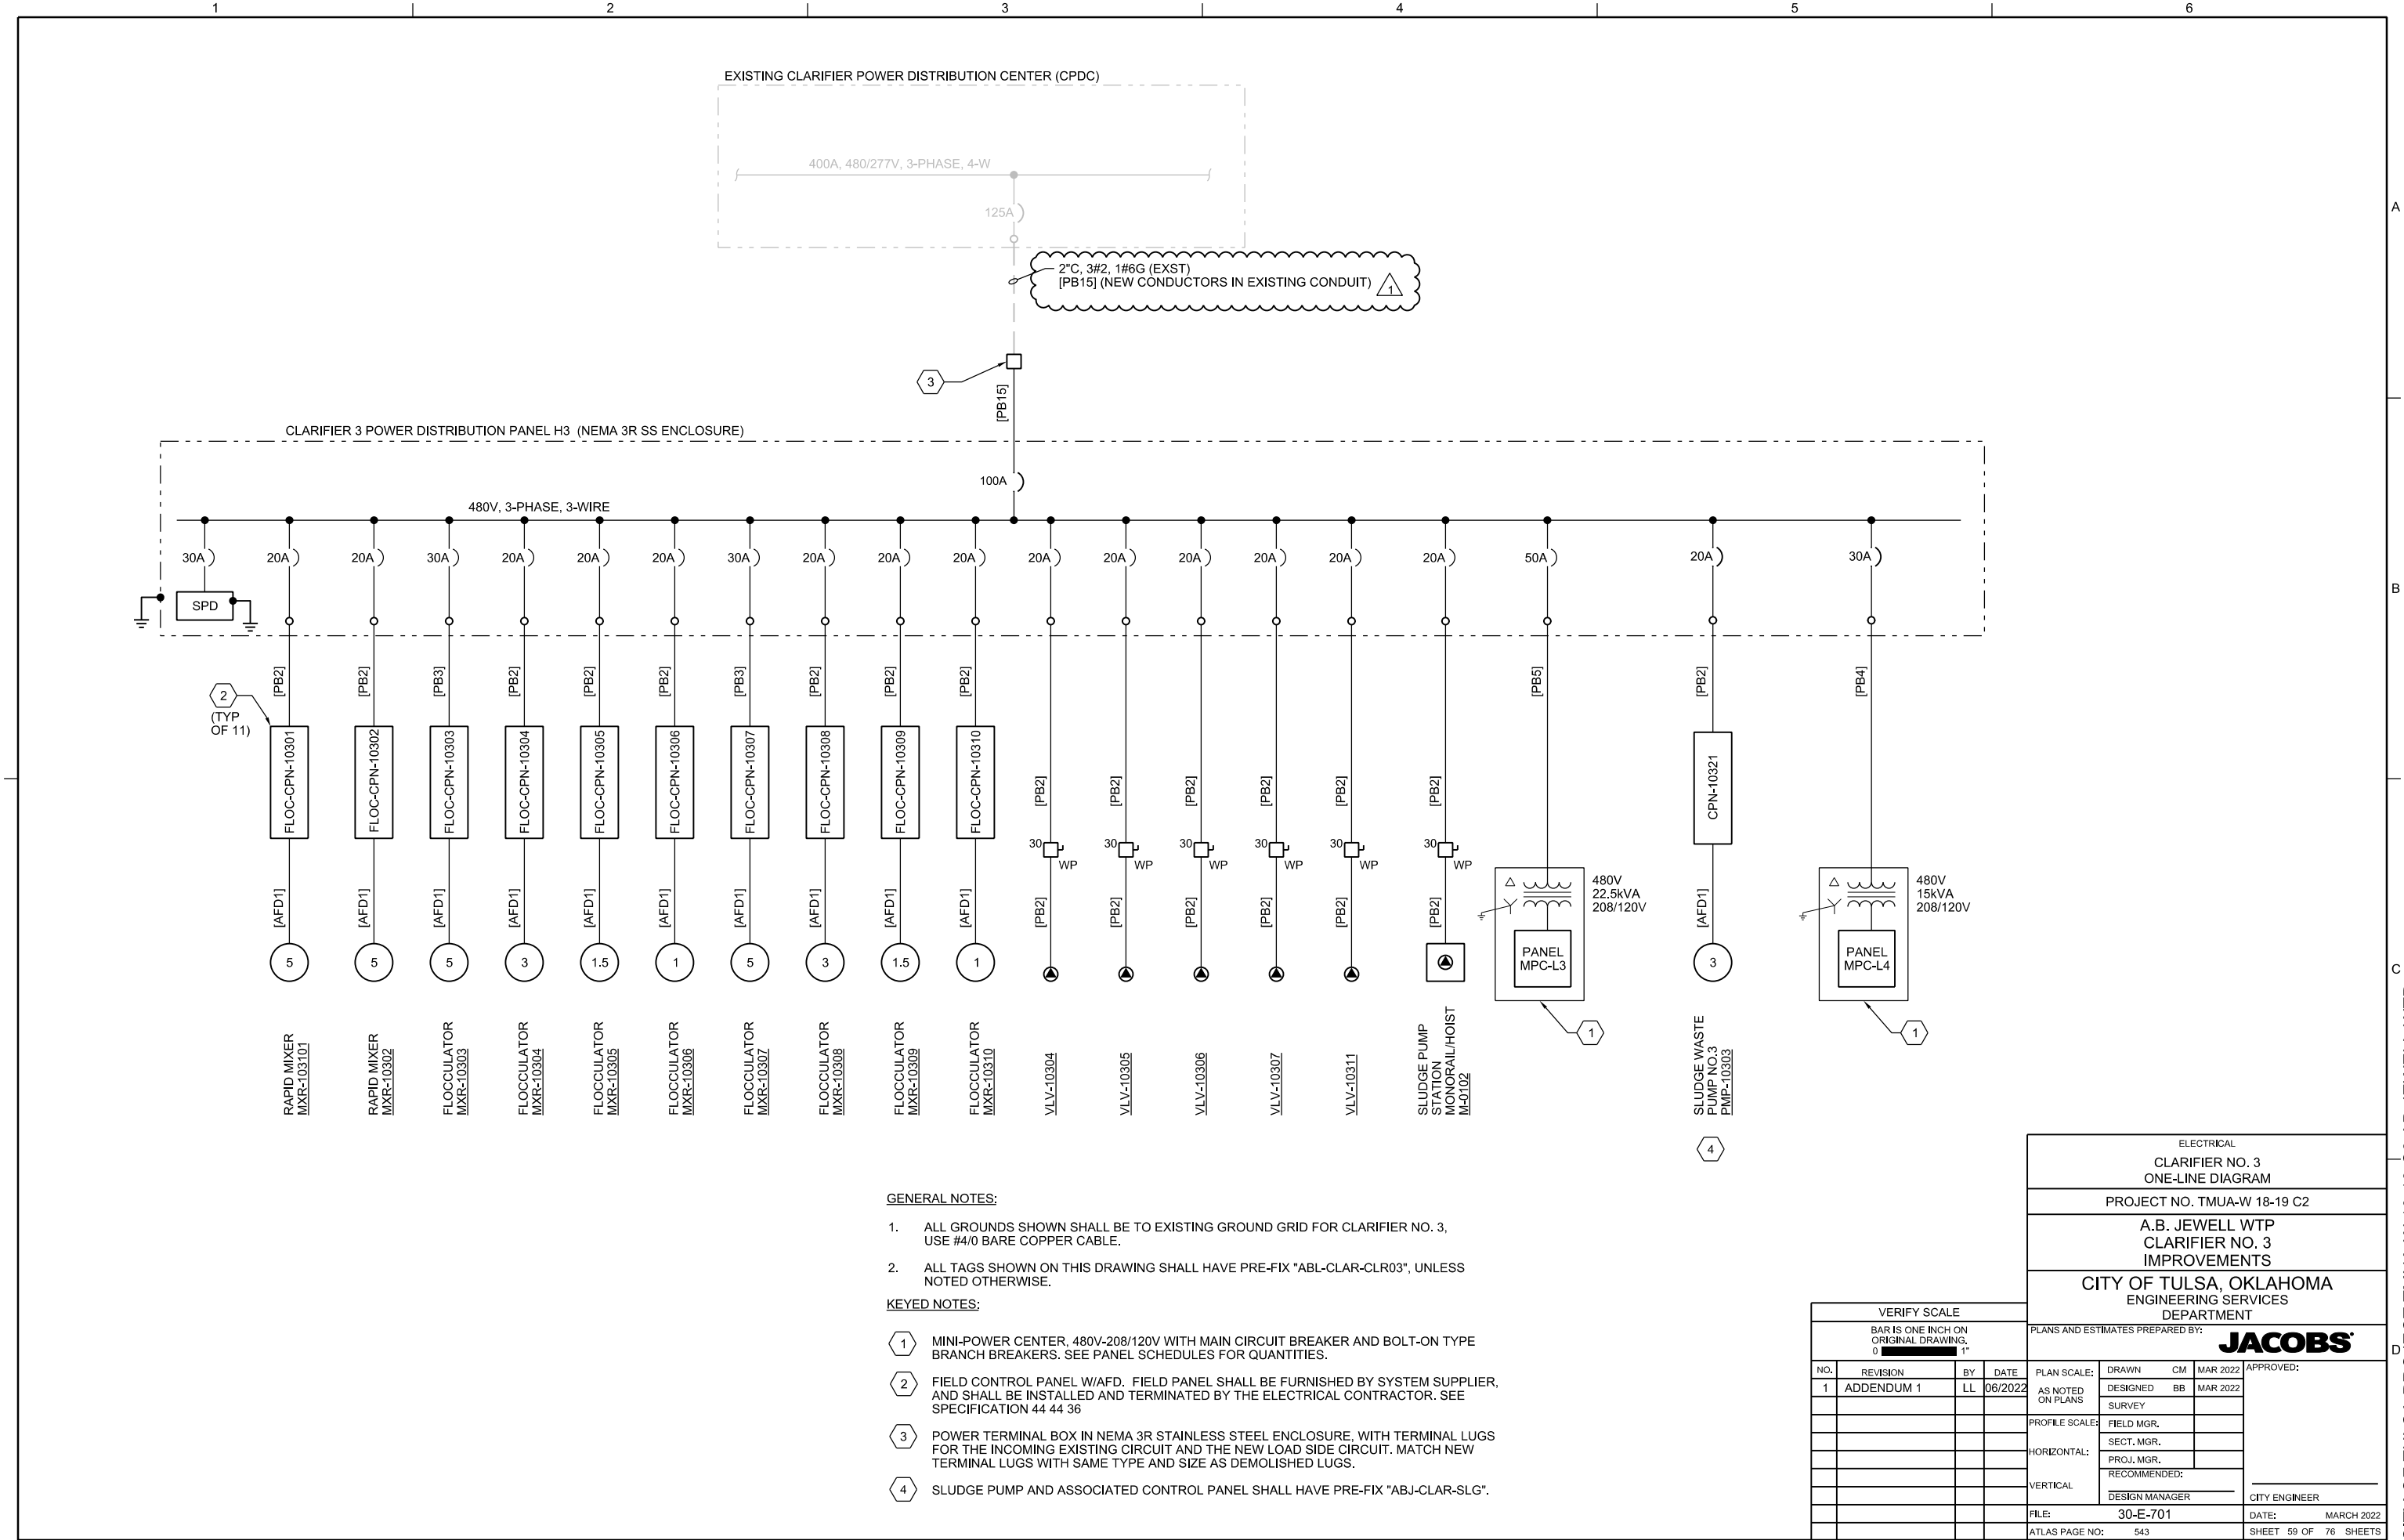 1 2 3 4 5 6
EXISTING CLARIFIER POWER DISTRIBUTION CENTER (CPDC)
400A, 480/277V, 3-PHASE, 4-W
125A
A
2"C, 3#2, 1#6G (EXST)
[PB15] (NEW CONDUCTORS IN EXISTING CONDUIT)
1
3
[PB15]
CLARIFIER 3 POWER DISTRIBUTION PANEL H3 (NEMA 3R SS ENCLOSURE)
100A
480V, 3-PHASE, 3-WIRE
30A 20A 20A 30A 20A 20A 20A 30A 20A 20A 20A 20A 20A 20A 20A 20A 20A 50A 20A 30A
SPD
B
[PB2] [PB2] [PB3] [PB2] [PB2] [PB2] [PB3] [PB2] [PB2] [PB2] [PB5] [PB2] [PB4]
2
(TYP
OF 11)
FLOC-CPN-10301
FLOC-CPN-10302
FLOC-CPN-10303
FLOC-CPN-10304
FLOC-CPN-10305
FLOC-CPN-10306
FLOC-CPN-10307
FLOC-CPN-10308
FLOC-CPN-10309
FLOC-CPN-10310
CPN-10321
[PB2] [PB2] [PB2] [PB2] [PB2] [PB2]
30 30 30 30 30 30
WP WP WP WP WP WP
[AFD1] [AFD1] [AFD1] [AFD1] [AFD1] [AFD1] [AFD1] [AFD1] [AFD1] [AFD1] [PB2] [PB2] [PB2] [PB2] [PB2] [PB2] [AFD1]
480V
22.5kVA
208/120V
480V
15kVA
208/120V
5 5 5 3 1.5 1 5 3 1.5 1 3
PANEL
MPC-L3
PANEL
MPC-L4
C
1 1
RAPID MIXER
MXR-103101
RAPID MIXER
MXR-10302
FLOCCULATOR
MXR-10303
FLOCCULATOR
MXR-10304
FLOCCULATOR
MXR-10305
FLOCCULATOR
MXR-10306
FLOCCULATOR
MXR-10307
FLOCCULATOR
MXR-10308
FLOCCULATOR
MXR-10309
FLOCCULATOR
MXR-10310
VLV-10304
VLV-10305
VLV-10306
VLV-10307
VLV-10311
SLUDGE PUMP
STATION
MONORAIL/HOIST
M-0102
SLUDGE WASTE
PUMP NO.3
PMP-10303
4
GENERAL NOTES:
1. ALL GROUNDS SHOWN SHALL BE TO EXISTING GROUND GRID FOR CLARIFIER NO. 3,
USE #4/0 BARE COPPER CABLE.
2. ALL TAGS SHOWN ON THIS DRAWING SHALL HAVE PRE-FIX "ABL-CLAR-CLR03", UNLESS
NOTED OTHERWISE.
KEYED NOTES:
1 MINI-POWER CENTER, 480V-208/120V WITH MAIN CIRCUIT BREAKER AND BOLT-ON TYPE
BRANCH BREAKERS. SEE PANEL SCHEDULES FOR QUANTITIES.
2 FIELD CONTROL PANEL W/AFD. FIELD PANEL SHALL BE FURNISHED BY SYSTEM SUPPLIER,
AND SHALL BE INSTALLED AND TERMINATED BY THE ELECTRICAL CONTRACTOR. SEE
SPECIFICATION 44 44 36
3 POWER TERMINAL BOX IN NEMA 3R STAINLESS STEEL ENCLOSURE, WITH TERMINAL LUGS
FOR THE INCOMING EXISTING CIRCUIT AND THE NEW LOAD SIDE CIRCUIT. MATCH NEW
TERMINAL LUGS WITH SAME TYPE AND SIZE AS DEMOLISHED LUGS.
4 SLUDGE PUMP AND ASSOCIATED CONTROL PANEL SHALL HAVE PRE-FIX "ABJ-CLAR-SLG".
ELECTRICAL
CLARIFIER NO. 3
ONE-LINE DIAGRAM
PROJECT NO. TMUA-W 18-19 C2
A.B. JEWELL WTP
CLARIFIER NO. 3
IMPROVEMENTS
CITY OF TULSA, OKLAHOMA
ENGINEERING SERVICES
DEPARTMENT
PLANS AND ESTIMATES PREPARED BY:
JACOBS
D
VERIFY SCALE
BAR IS ONE INCH ON
ORIGINAL DRAWING.
0 1"
NO. REVISION BY DATE
1 ADDENDUM 1 LL 06/2022
PLAN SCALE:
AS NOTED
ON PLANS
PROFILE SCALE:
HORIZONTAL:
VERTICAL
DRAWN CM MAR 2022
DESIGNED BB MAR 2022
SURVEY
FIELD MGR.
SECT. MGR.
PROJ. MGR.
RECOMMENDED:
DESIGN MANAGER
APPROVED:
CITY ENGINEER
FILE: 30-E-701
DATE: MARCH 2022
ATLAS PAGE NO: 543
SHEET 59 OF 76 SHEETS